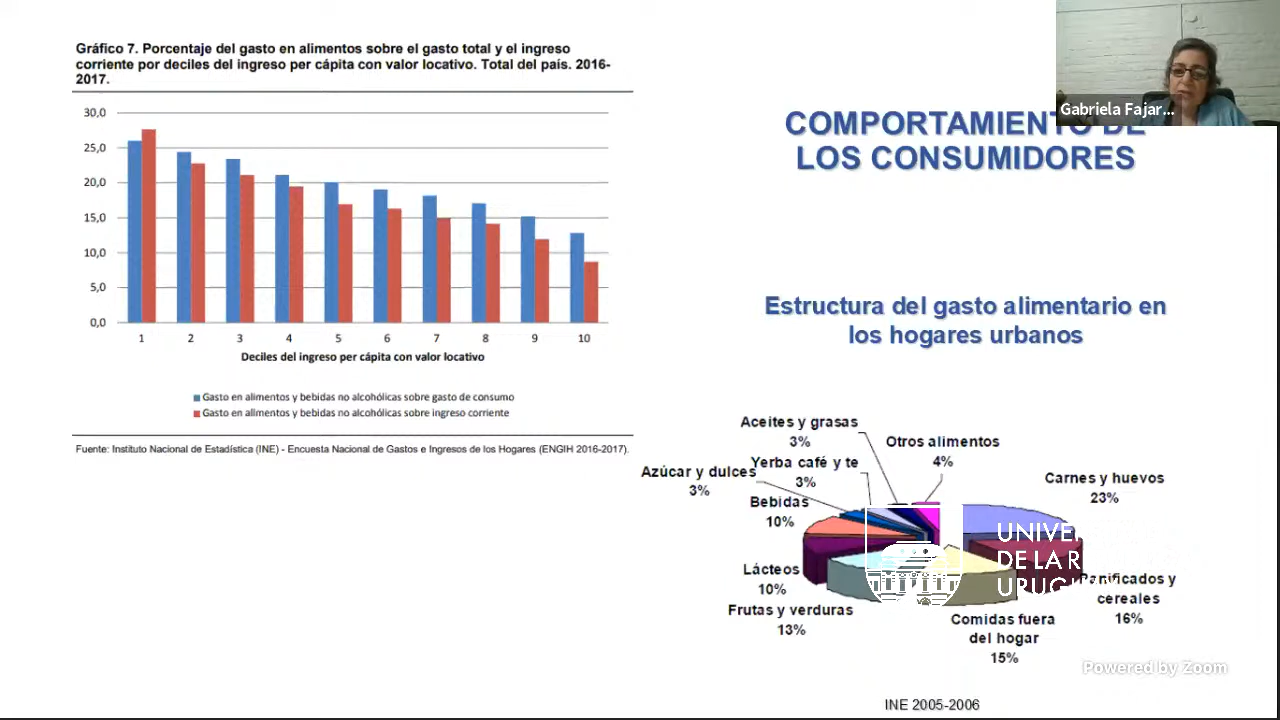 Gráfico 7. Porcentaje del gasto en alimentos sobre el gasto total y el ingreso
corriente por deciles del ingreso per cápita con valor locativo. Total del país. 2016-
2017.
30,0
25,0
20,0
15,0
10,0
5,0
0,0
1 2 3 4 5 6 7 8 9 10
Deciles del ingreso per cápita con valor locativo
Gasto en alimentos y bebidas no alcohólicas sobre gasto de consumo
Gasto en alimentos y bebidas no alcohólicas sobre ingreso corriente
Fuente: Instituto Nacional de Estadística (INE) - Encuesta Nacional de Gastos e Ingresos de los Hogares (ENGIH 2016-2017).
Gabriela Fajar...
COMPORTAMIENTO DE
LOS CONSUMIDORES
Estructura del gasto alimentario en
los hogares urbanos
Aceites y grasas
3%
Otros alimentos
4%
Yerba café y te
3%
Azúcar y dulces
3%
Carnes y huevos
23%
Bebidas
10%
Lácteos
10%
Frutas y verduras
13%
Comidas fuera
del hogar
15%
cereales
16%
DE LA R
URUG
Powered by Zoom
INE 2005-2006